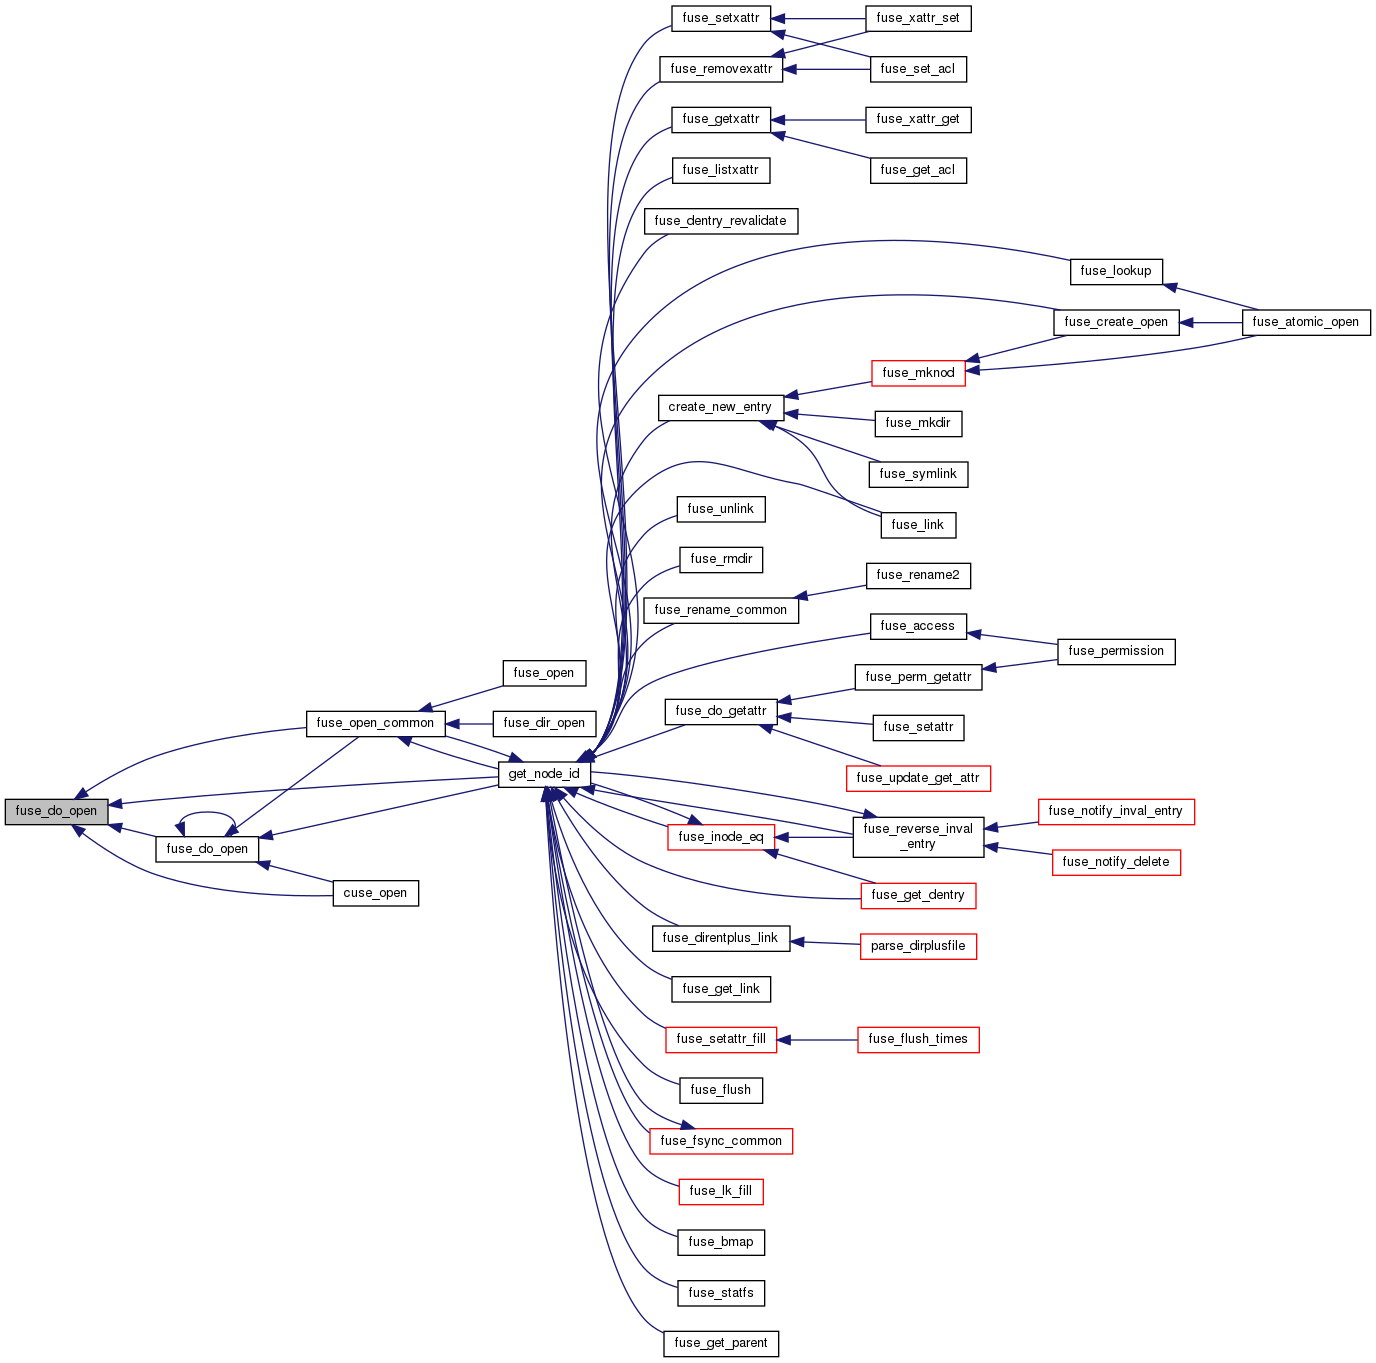 fuse_setxattr
fuse_xattr_set
fuse_removexattr
fuse_set_acl
fuse_getxattr
fuse_xattr_get
fuse_listxattr
fuse_get_acl
fuse_dentry_revalidate
fuse_lookup
fuse_create_open
fuse_atomic_open
fuse_mknod
create_new_entry
fuse_mkdir
fuse_symlink
fuse_unlink
fuse_link
fuse_rmdir
fuse_rename2
fuse_rename_common
fuse_access
fuse_permission
fuse_open
fuse_perm_getattr
fuse_open_common
fuse_dir_open
fuse_do_getattr
fuse_setattr
get_node_id
fuse_update_get_attr
fuse_do_open
fuse_do_open
fuse_inode_eq
fuse_reverse_inval
_entry
fuse_notify_inval_entry
fuse_notify_delete
cuse_open
fuse_get_dentry
fuse_direntplus_link
parse_dirplusfile
fuse_get_link
fuse_setattr_fill
fuse_flush_times
fuse_flush
fuse_fsync_common
fuse_lk_fill
fuse_bmap
fuse_statfs
fuse_get_parent